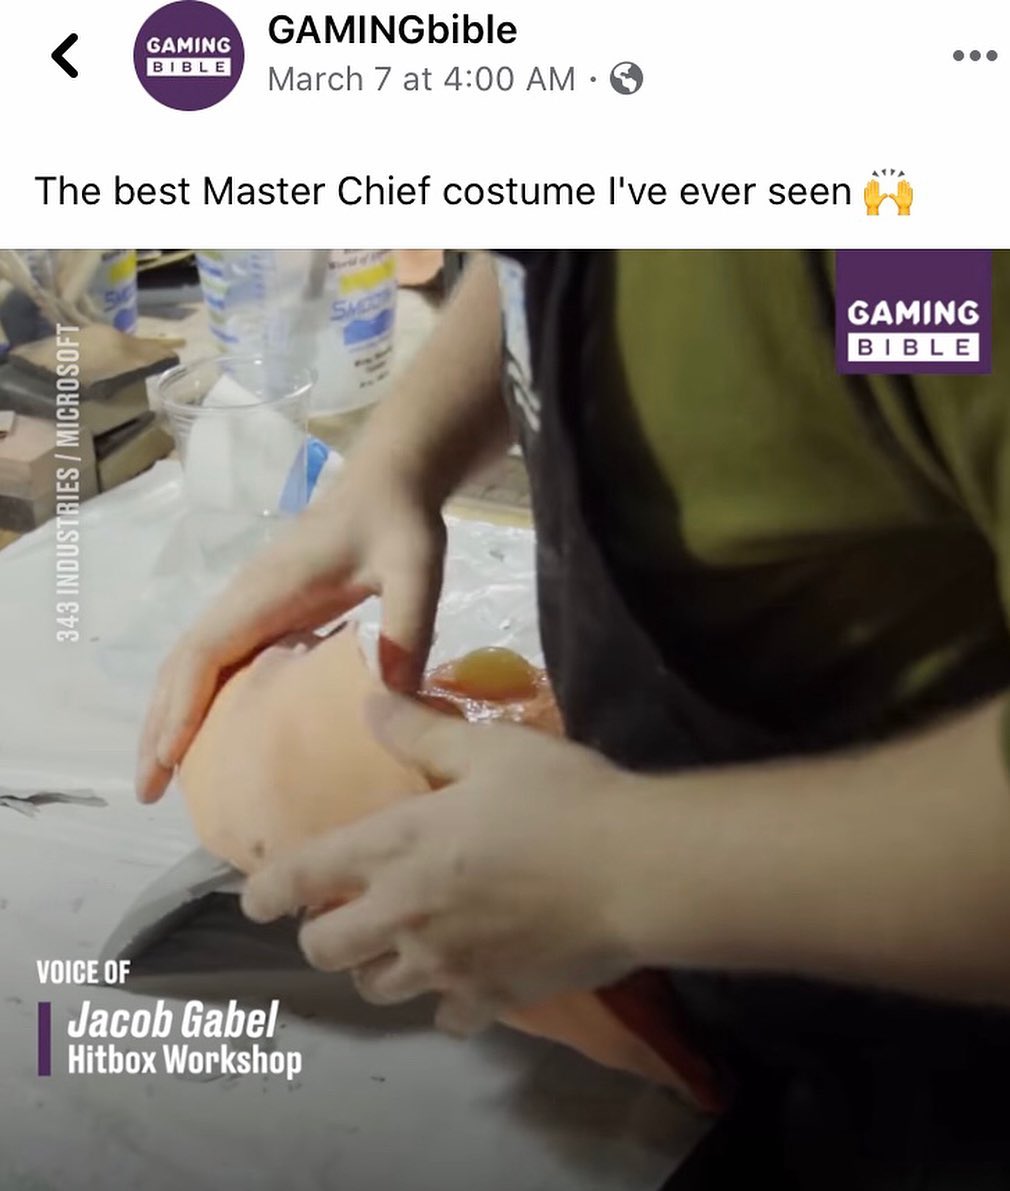 GAMING
BIBLE
GAMINGbible
March 7 at 4:00 AM ·
The best Master Chief costume I've ever seen 🙌
GAMING
BIBLE
343 INDUSTRIES / MICROSOFT
VOICE OF
Jacob Gabel
Hitbox Workshop